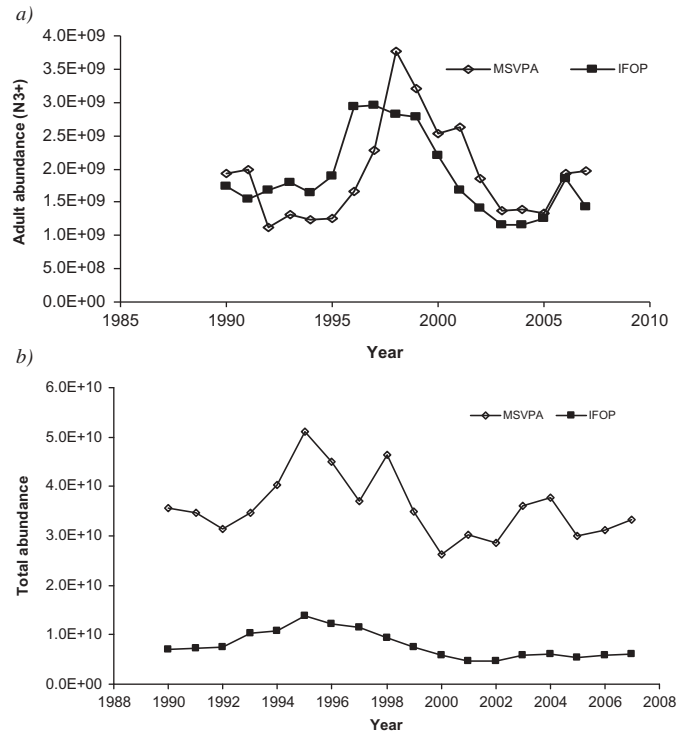 a)
4.0E+09
3.5E+09
3.0E+09
2.5E+09
2.0E+09
1.5E+09
1.0E+09
5.0E+08
0.0E+00
Adult abundance (N3+)
MSVPA IFOP
1985 1990 1995 2000 2005 2010
Year
b)
6.0E+10
5.0E+10
4.0E+10
3.0E+10
2.0E+10
1.0E+10
0.0E+00
Total abundance
MSVPA IFOP
1988 1990 1992 1994 1996 1998 2000 2002 2004 2006 2008
Year